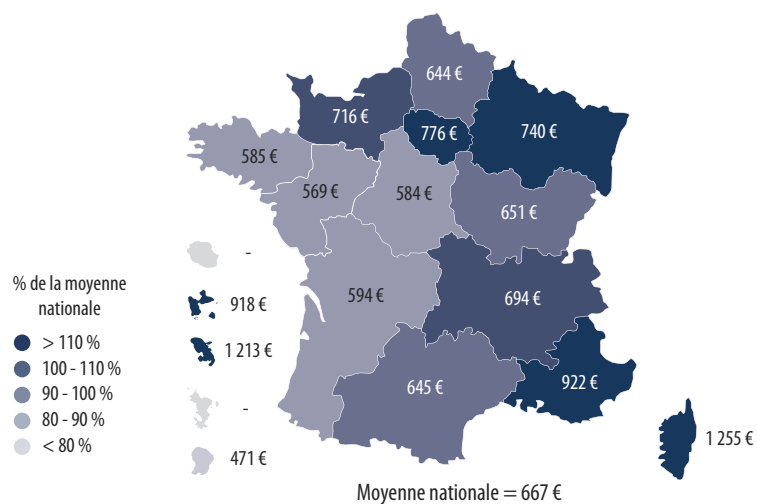 644 €
716 €
776 €
740 €
585 €
569 €
584 €
651 €
-
% de la moyenne
nationale
918 €
594 €
694 €
> 110 %
1 213 €
100 - 110 %
90 - 100 %
645 €
922 €
80 - 90 %
-
< 80 %
471 €
1 255 €
Moyenne nationale = 667 €